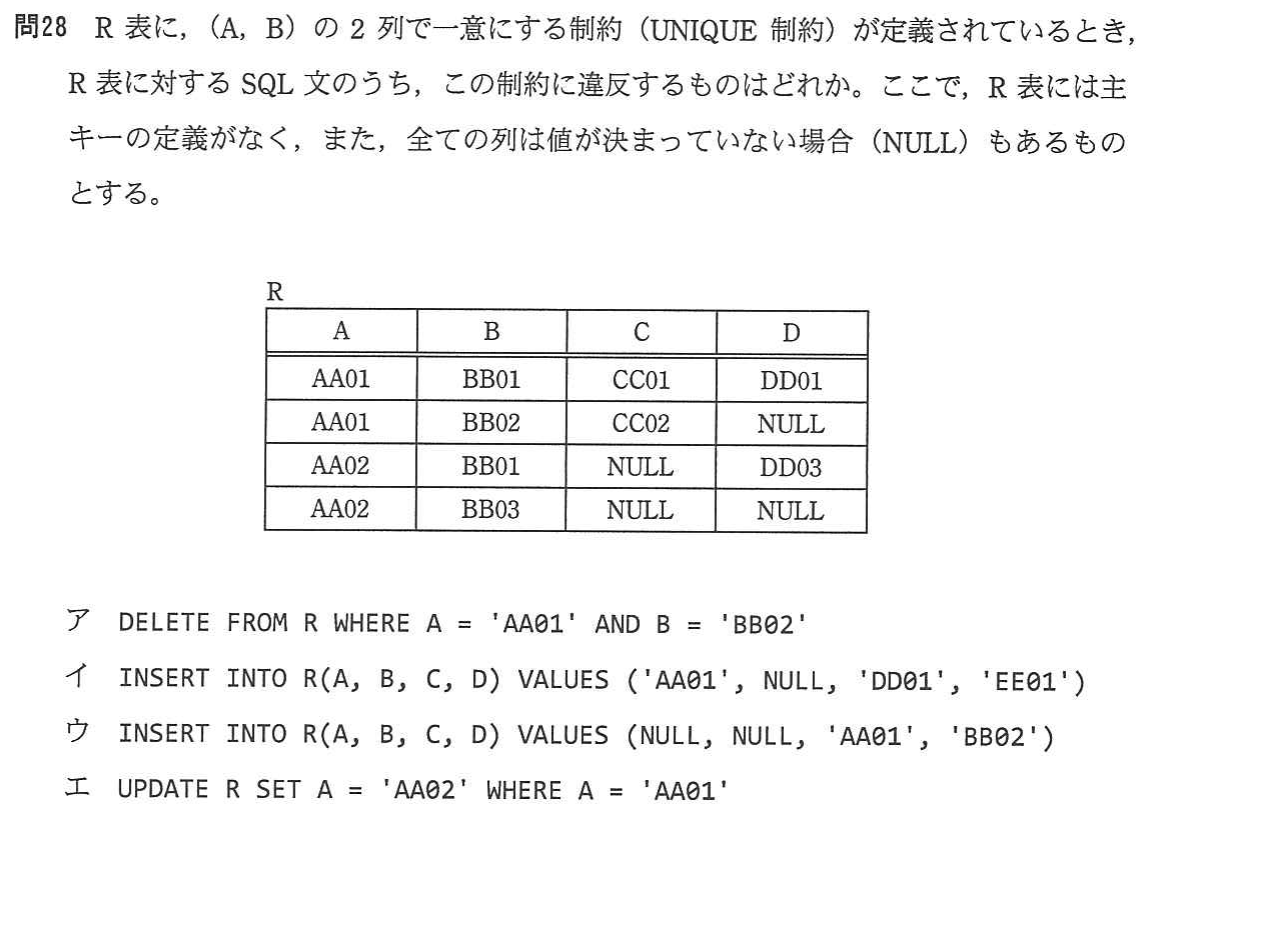 問28 R 表に，（A，B）の 2 列で一意にする制約（UNIQUE 制約）が定義されているとき，
R 表に対する SQL 文のうち，この制約に違反するものはどれか。ここで，R 表には主
キーの定義がなく，また，全ての列は値が決まっていない場合（NULL）もあるもの
とする。
R
A B C D
AA01 BB01 CC01 DD01
AA01 BB02 CC02 NULL
AA02 BB01 NULL DD03
AA02 BB03 NULL NULL
ア DELETE FROM R WHERE A = 'AA01' AND B = 'BB02'
イ INSERT INTO R(A, B, C, D) VALUES ('AA01', NULL, 'DD01', 'EE01')
ウ INSERT INTO R(A, B, C, D) VALUES (NULL, NULL, 'AA01', 'BB02')
エ UPDATE R SET A = 'AA02' WHERE A = 'AA01'